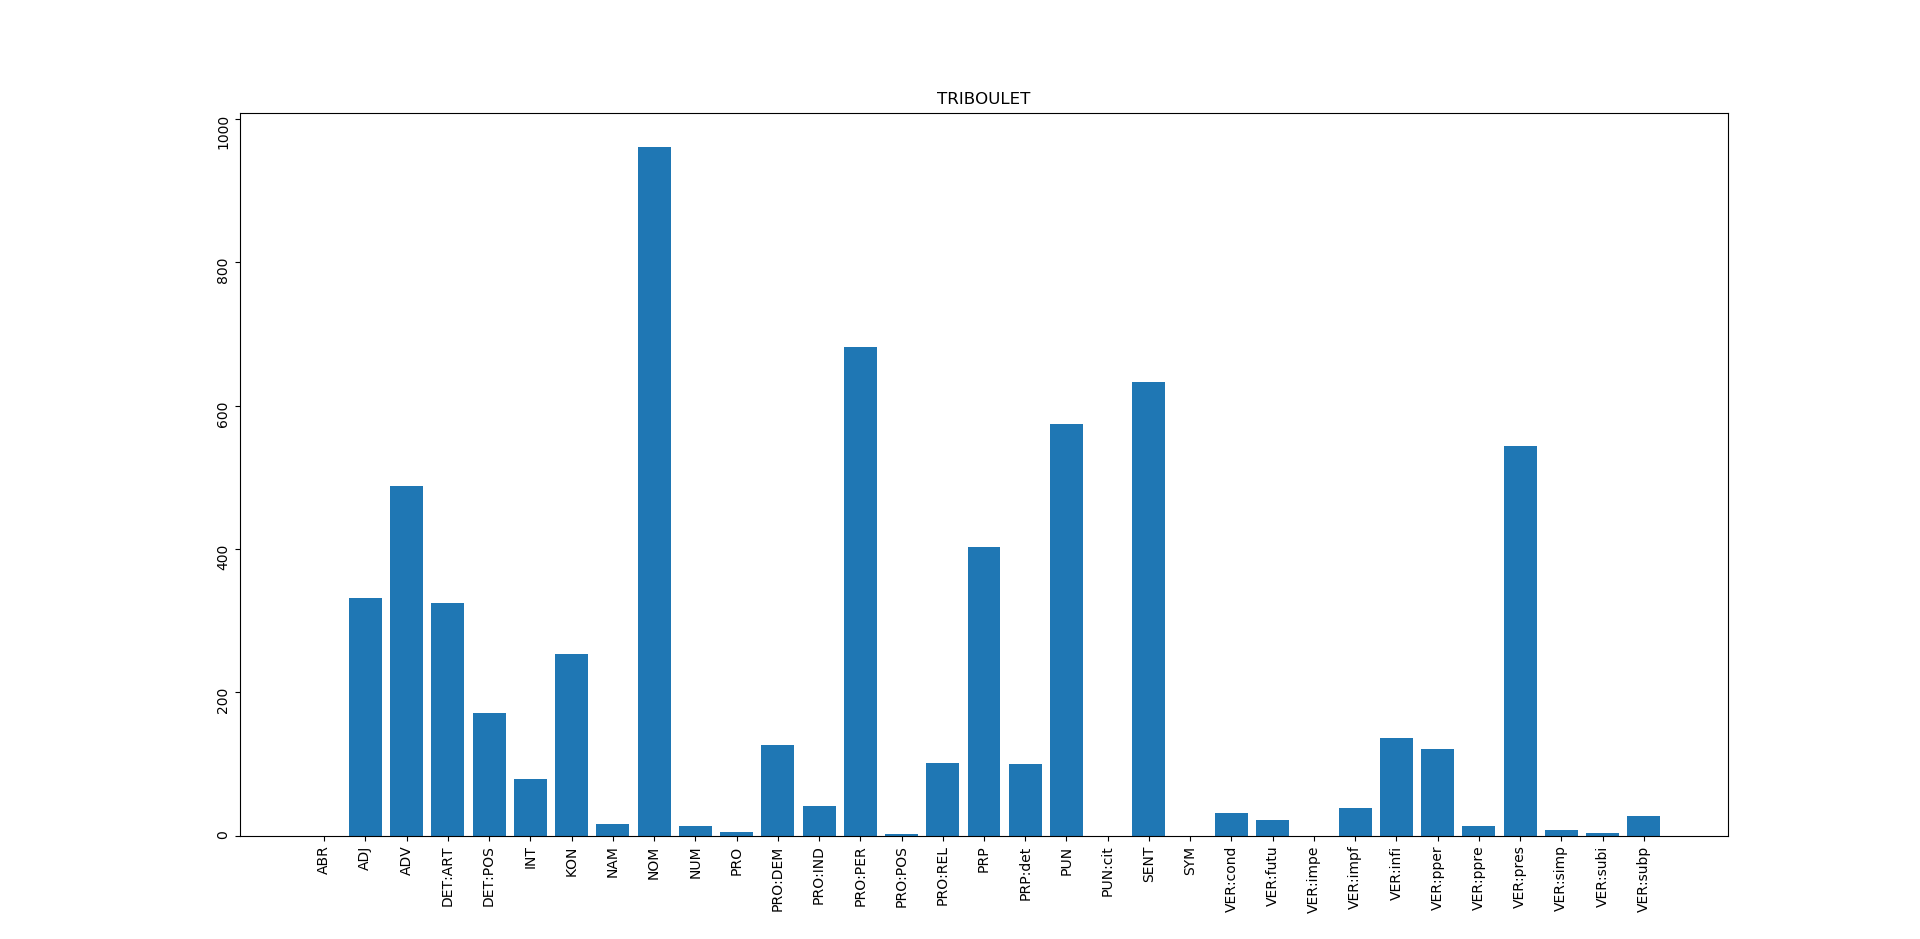 TRIBOULET
1000
800
600
400
200
0
ABR
ADJ
ADV
DET:ART
DET:POS
INT
KON
NAM
NOM
NUM
PRO
PRO:DEM
PRO:IND
PRO:PER
PRO:POS
PRO:REL
PRP
PRP:det
PUN
PUN:cit
SENT
SYM
VER:cond
VER:futu
VER:impe
VER:impf
VER:infi
VER:pper
VER:ppre
VER:pres
VER:simp
VER:subi
VER:subp